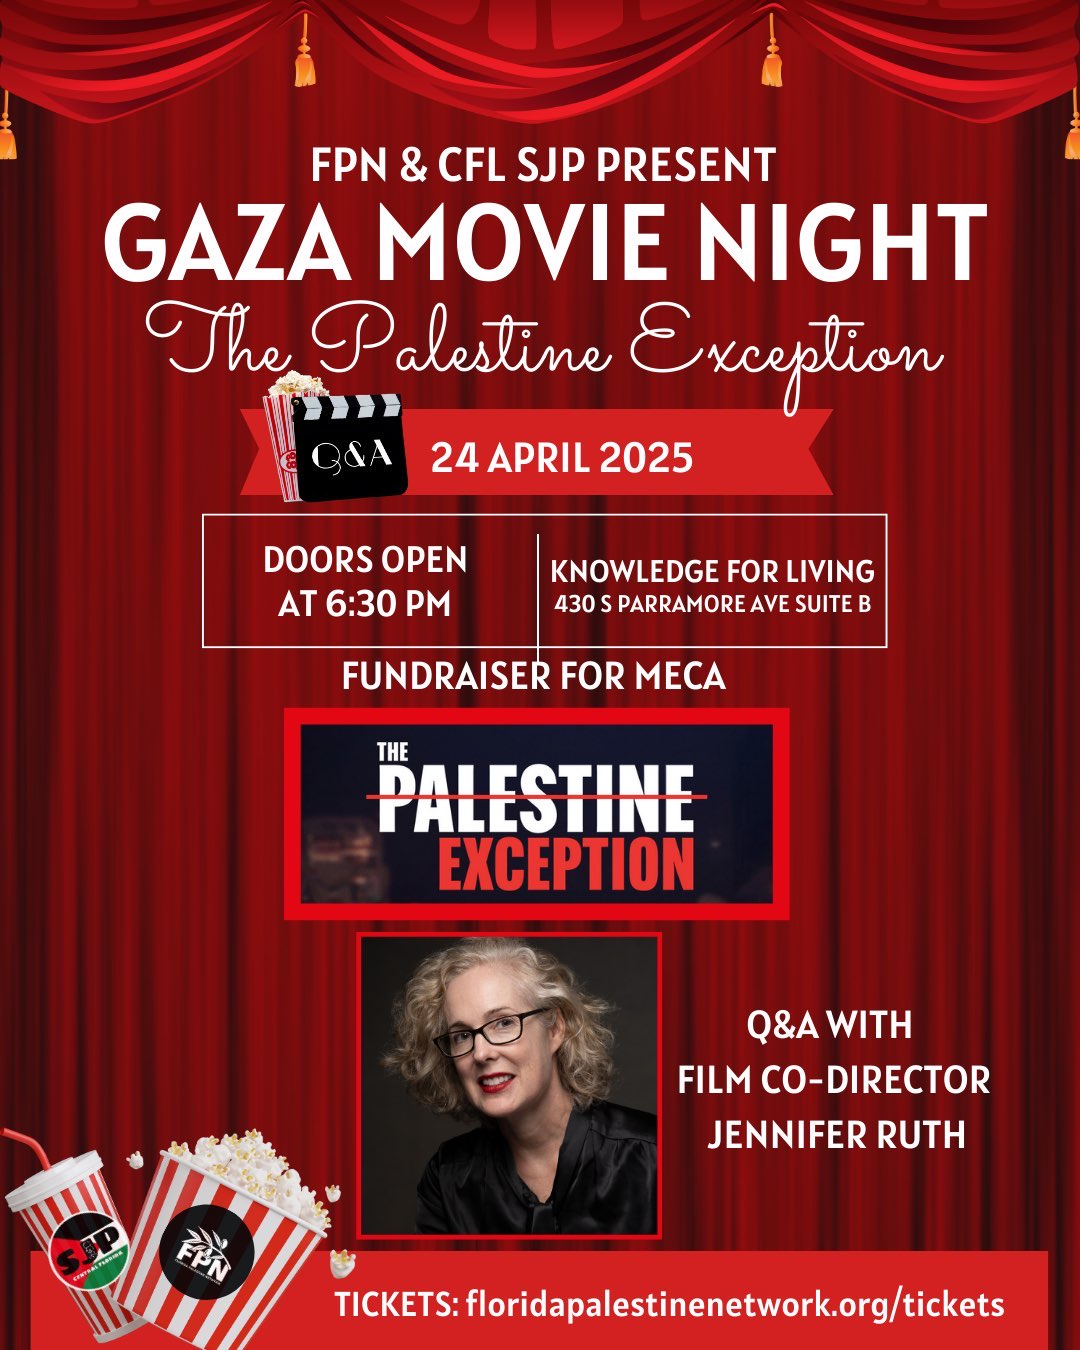 FPN & CFL SJP PRESENT
GAZA MOVIE NIGHT
The Palestine Exception
Q&A
24 APRIL 2025
DOORS OPEN
AT 6:30 PM
KNOWLEDGE FOR LIVING
430 S PARRAMORE AVE SUITE B
FUNDRAISER FOR MECA
THE
PALESTINE
EXCEPTION
Q&A WITH
FILM CO-DIRECTOR
JENNIFER RUTH
SJP
CENTRAL FLORIDA
FPN
TICKETS: floridapalestinenetwork.org/tickets